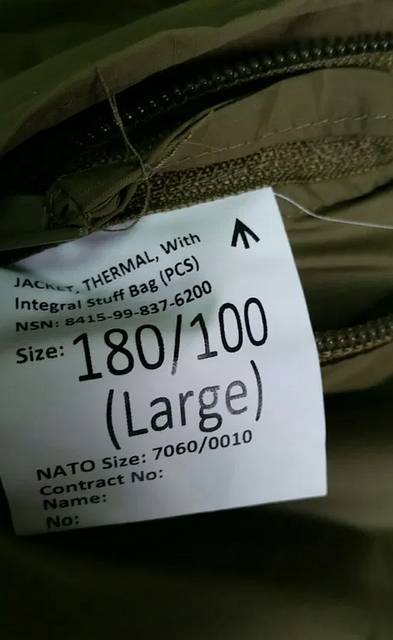 JACKET, THERMAL, With
Integral Stuff Bag (PCS)
NSN: 8415-99-837-6200
Size: 180/100
(Large)
NATO Size: 7060/0010
Contract No:
Name:
No: